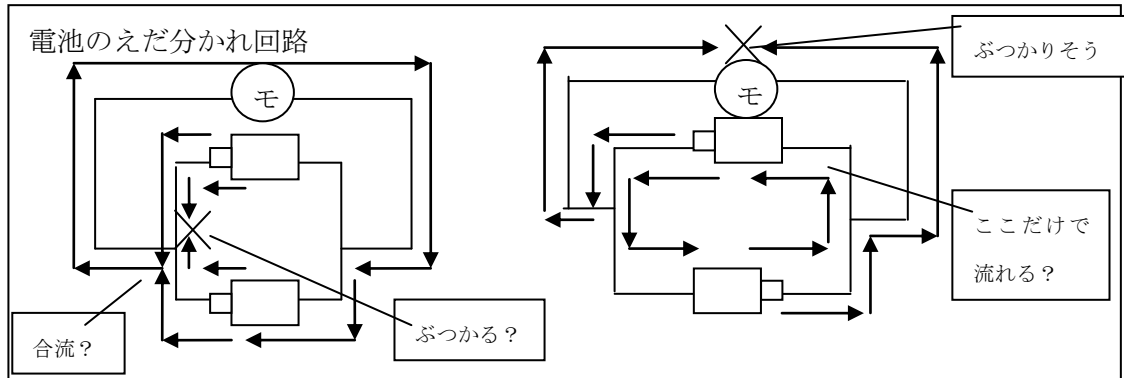 電池のえだ分かれ回路
モ
合流？
ぶつかる？
モ
ぶつかりそう
ここだけで
流れる？